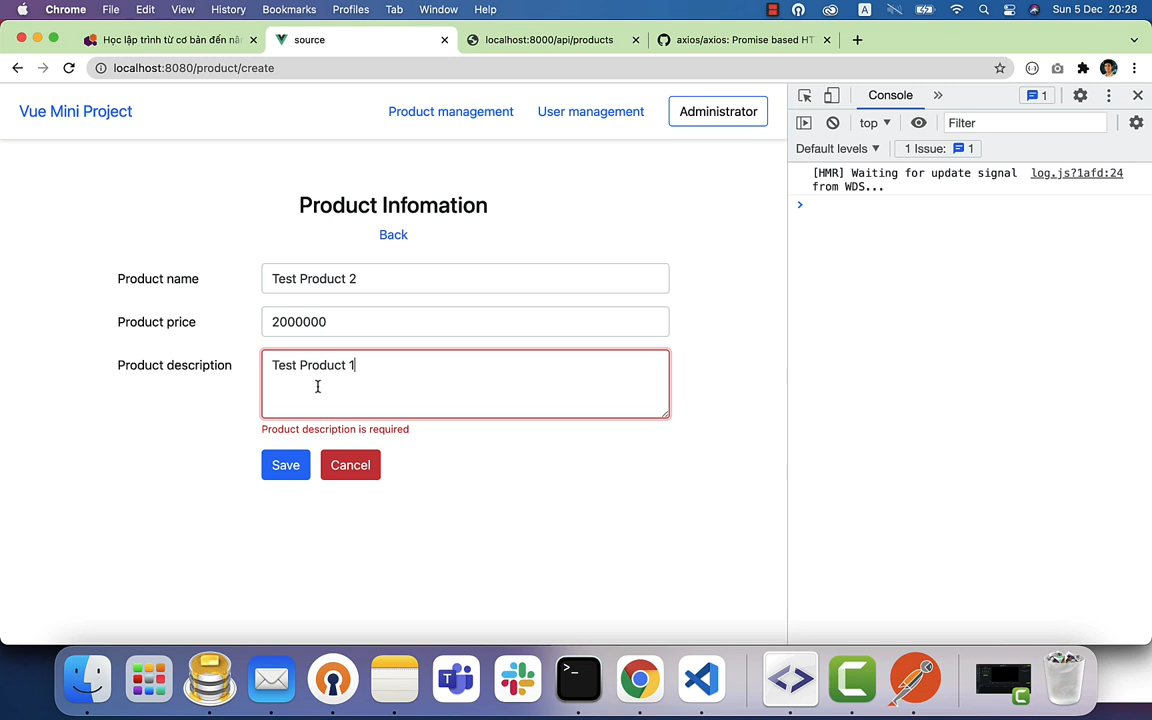 Chrome File Edit View History Bookmarks Profiles Tab Window Help A Sun 5 Dec 20:28
Học lập trình từ cơ bản đến nâ source localhost:8000/api/products axios/axios: Promise based HT
localhost:8080/product/create
Vue Mini Project Product management User management Administrator
Console 1
top Filter
Default levels 1 Issue: 1
[HMR] Waiting for update signal from WDS... log.js?1afd:24
Product Infomation
Back
Product name Test Product 2
Product price 2000000
Product description Test Product 1
Product description is required
Save Cancel